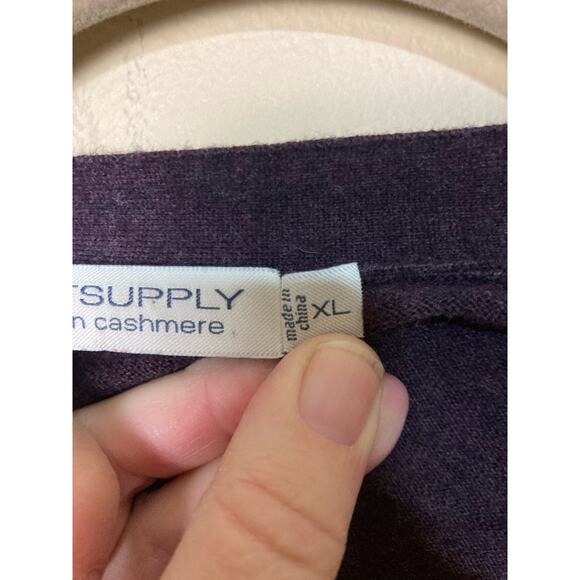 TSUPPLY
n cashmere
made in
china
XL